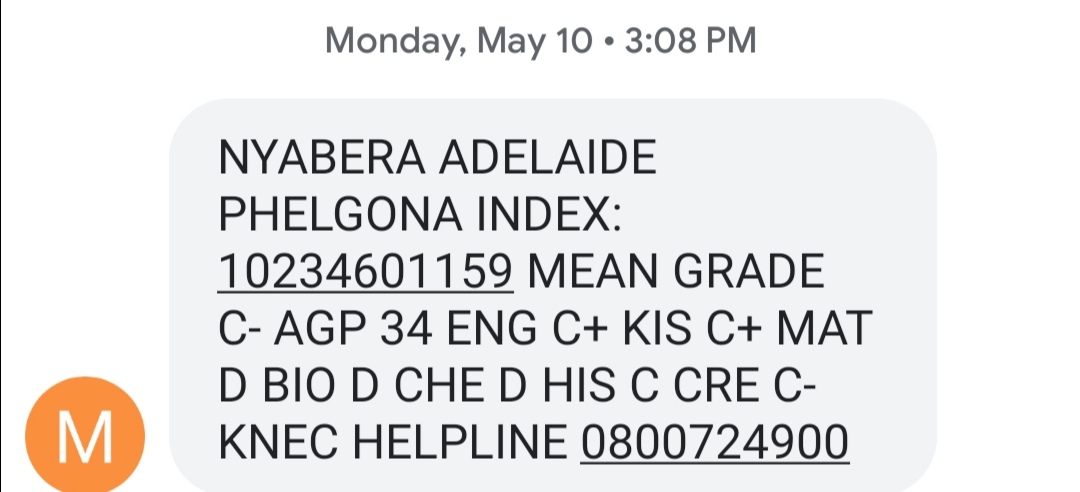 Monday, May 10 • 3:08 PM
NYABERA ADELAIDE
PHELGONA INDEX:
10234601159 MEAN GRADE
C- AGP 34 ENG C+ KIS C+ MAT
D BIO D CHE D HIS C CRE C-
KNEC HELPLINE 0800724900
M